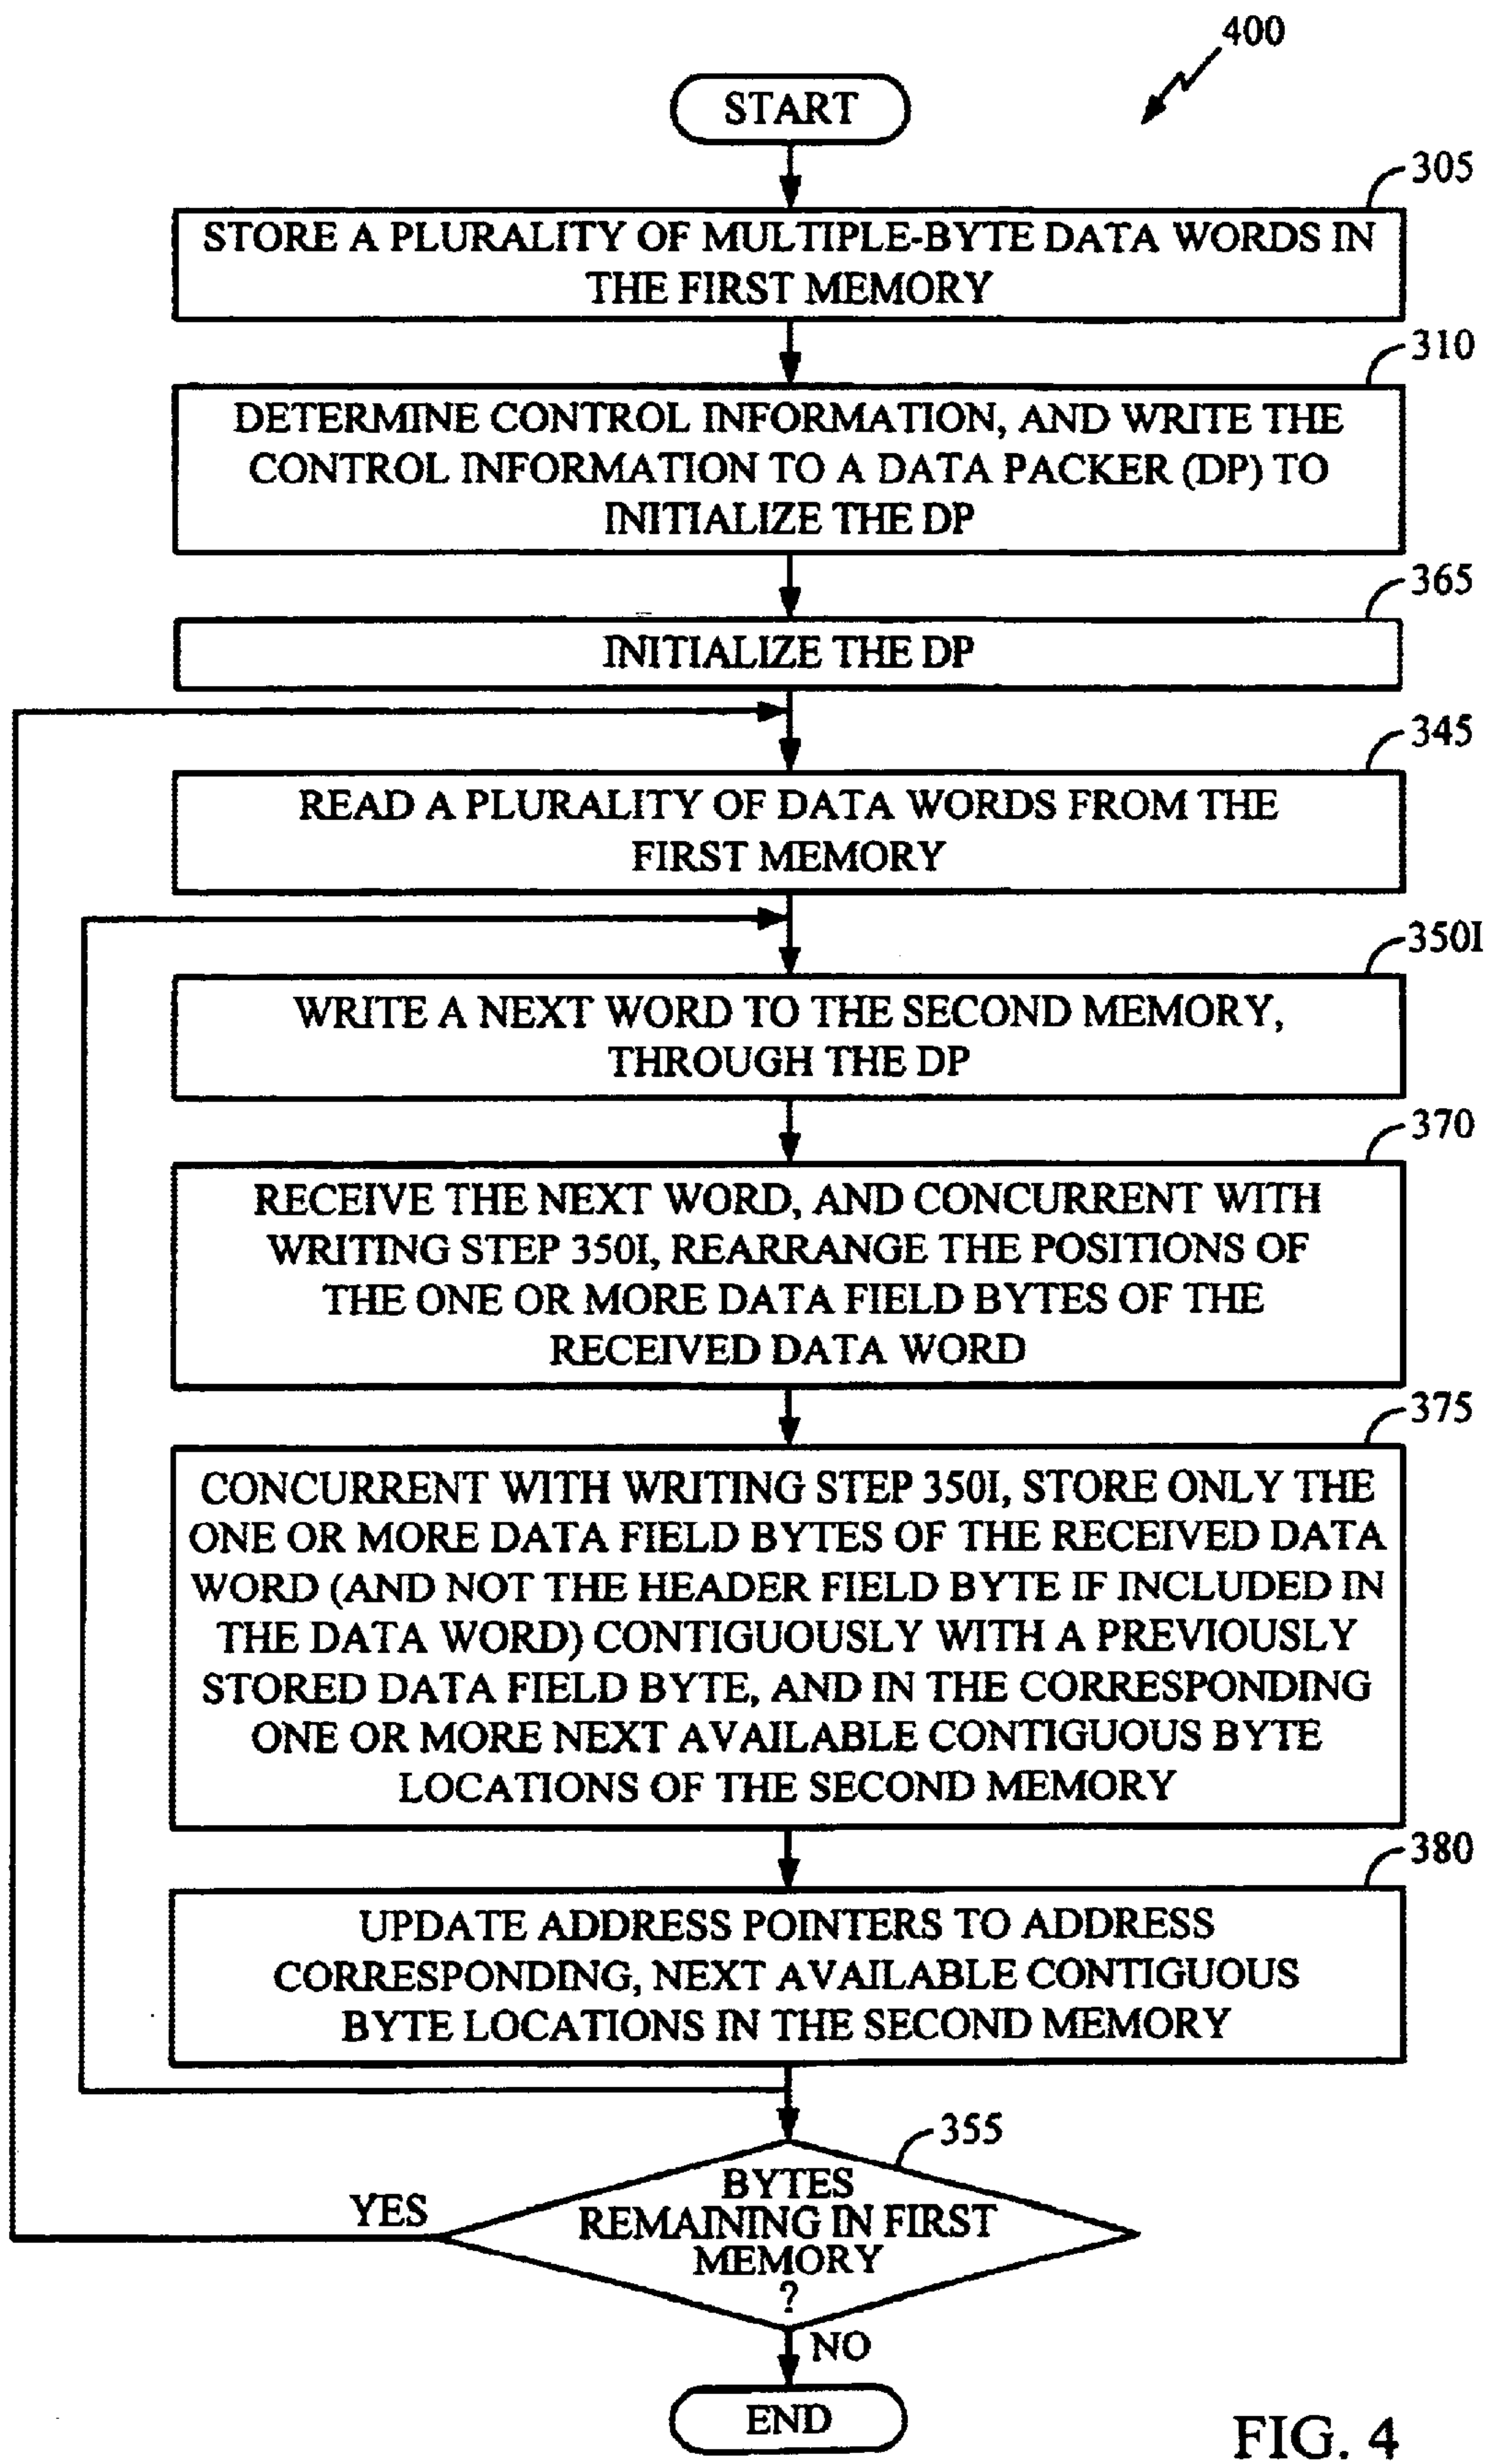 400
START
305
STORE A PLURALITY OF MULTIPLE-BYTE DATA WORDS IN
THE FIRST MEMORY
310
DETERMINE CONTROL INFORMATION, AND WRITE THE
CONTROL INFORMATION TO A DATA PACKER (DP) TO
INITIALIZE THE DP
365
INITIALIZE THE DP
345
READ A PLURALITY OF DATA WORDS FROM THE
FIRST MEMORY
350I
WRITE A NEXT WORD TO THE SECOND MEMORY,
THROUGH THE DP
370
RECEIVE THE NEXT WORD, AND CONCURRENT WITH
WRITING STEP 350I, REARRANGE THE POSITIONS OF
THE ONE OR MORE DATA FIELD BYTES OF THE
RECEIVED DATA WORD
375
CONCURRENT WITH WRITING STEP 350I, STORE ONLY THE
ONE OR MORE DATA FIELD BYTES OF THE RECEIVED DATA
WORD (AND NOT THE HEADER FIELD BYTE IF INCLUDED IN
THE DATA WORD) CONTIGUOUSLY WITH A PREVIOUSLY
STORED DATA FIELD BYTE, AND IN THE CORRESPONDING
ONE OR MORE NEXT AVAILABLE CONTIGUOUS BYTE
LOCATIONS OF THE SECOND MEMORY
380
UPDATE ADDRESS POINTERS TO ADDRESS
CORRESPONDING, NEXT AVAILABLE CONTIGUOUS
BYTE LOCATIONS IN THE SECOND MEMORY
355
YES
BYTES
REMAINING IN FIRST
MEMORY
?
NO
END
FIG. 4